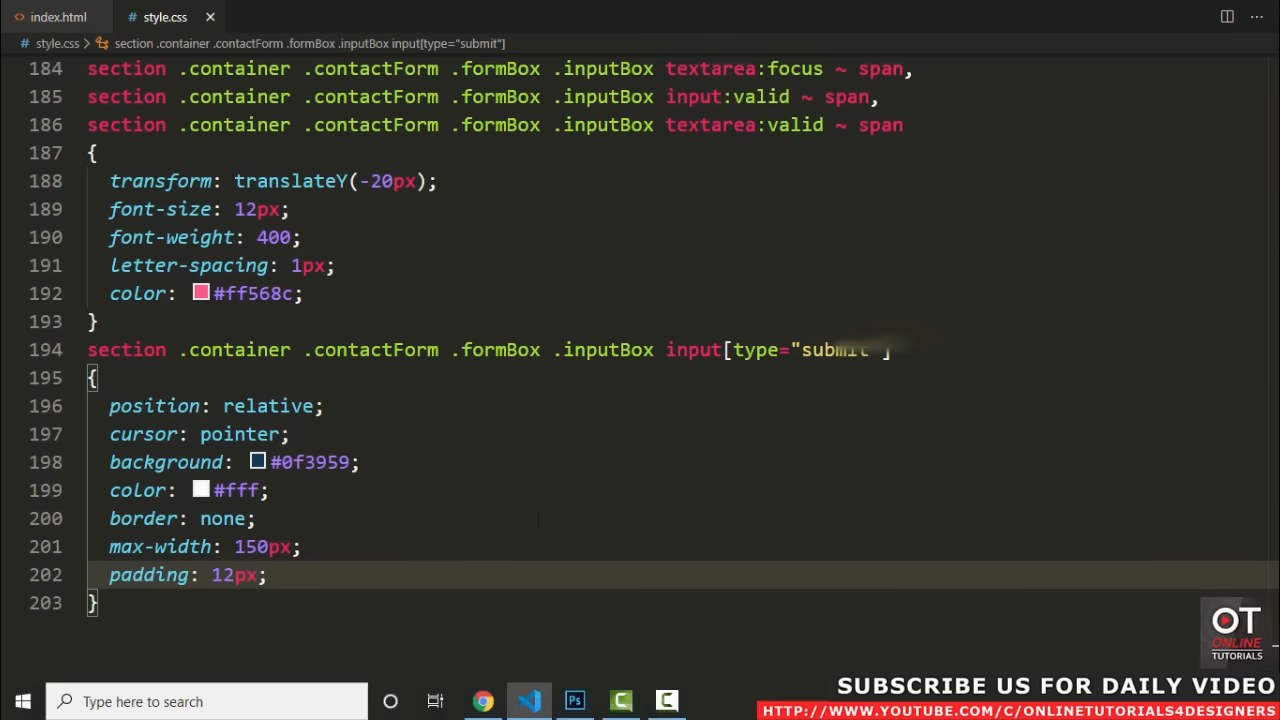 index.html
style.css
style.css > section .container .contactForm .formBox .inputBox input[type="submit"]
184 section .container .contactForm .formBox .inputBox textarea:focus ~ span,
185 section .container .contactForm .formBox .inputBox input:valid ~ span,
186 section .container .contactForm .formBox .inputBox textarea:valid ~ span
187 {
188 transform: translateY(-20px);
189 font-size: 12px;
190 font-weight: 400;
191 letter-spacing: 1px;
192 color: #ff568c;
193 }
194 section .container .contactForm .formBox .inputBox input[type="submit"]
195 {
196 position: relative;
197 cursor: pointer;
198 background: #0f3959;
199 color: #fff;
200 border: none;
201 max-width: 150px;
202 padding: 12px;
203 }
OT
ONLINE
TUTORIALS
SUBSCRIBE US FOR DAILY VIDEO
HTTP://WWW.YOUTUBE.COM/C/ONLINETUTORIALS4DESIGNERS
Type here to search
Ps